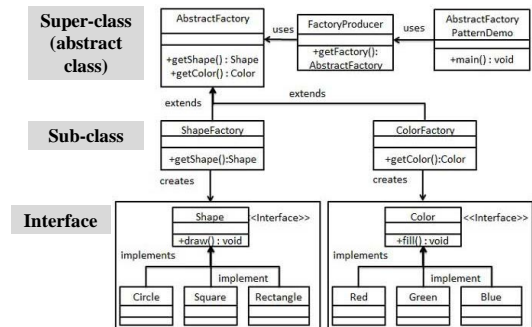 Super-class
(abstract
class)
AbstractFactory
+getShape() : Shape
+getColor() : Color
uses
FactoryProducer
+getFactory():
AbstractFactory
uses
AbstractFactory
PatternDemo
+main() : void
extends
extends
Sub-class
ShapeFactory
+getShape():Shape
ColorFactory
+getColor():Color
creates
creates
Interface
Shape
<Interface>>
+draw() : void
implements
implement
Circle
Square
Rectangle
Color
<<Interface>>
+fill() : void
implements
implement
Red
Green
Blue